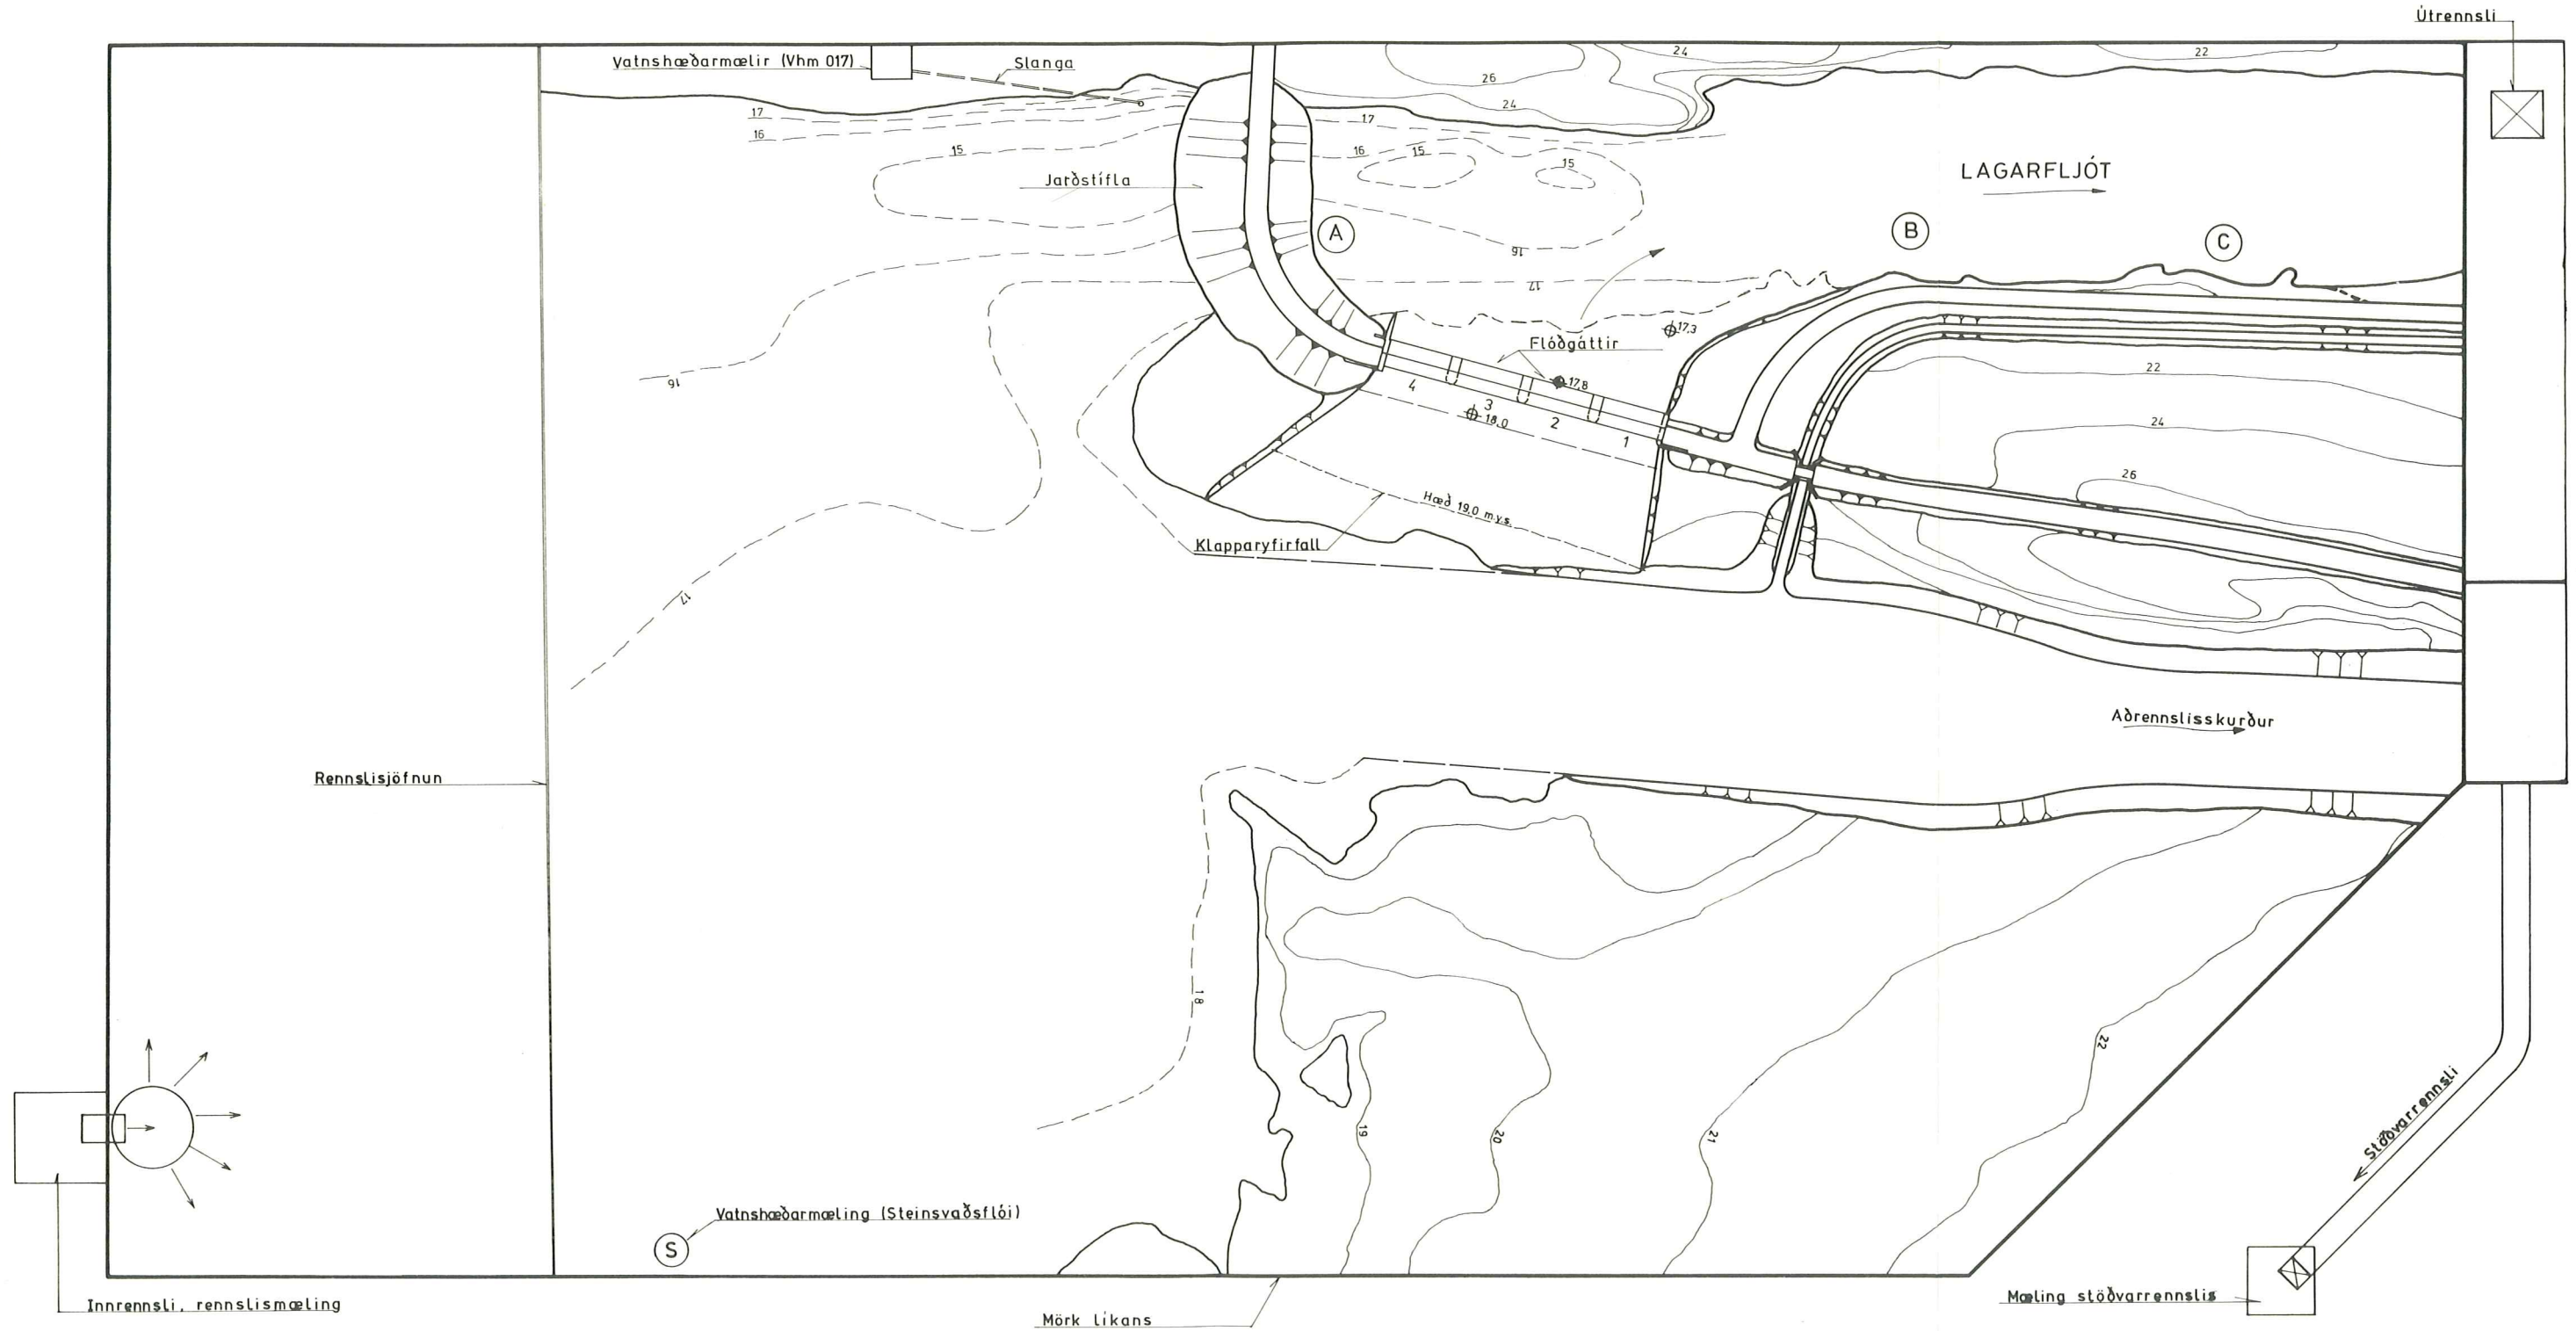 Útrennsli
Vatnshæðarmælir (Vhm 017)
Slanga
24
22
26
24
17
16
15
17
16
15
15
Jarðstífla
LAGARFLJÓT
A
B
C
16
17
17,3
Flóðgáttir
17,8
4
3
18,0
2
1
16
22
24
26
Hæð 19,0 m.y.s.
Klapparyfirfall
17
Aðrennslisskurður
Rennslisjöfnun
18
22
19
20
21
Stöðvarrennsli
Vatnshæðarmæling (Steinsvaðsflói)
S
Innrennsli, rennslismæling
Mörk líkans
Mæling stöðvarrennslis